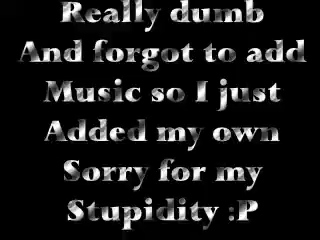 Really dumb
And forgot to add
Music so I just
Added my own
Sorry for my
Stupidity :P